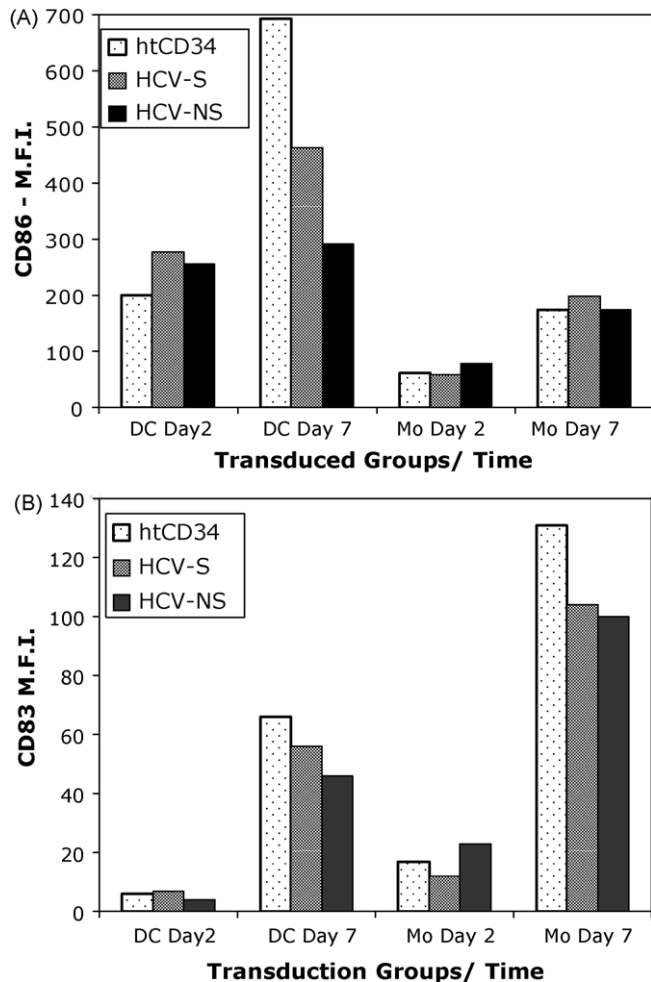 (A)
700
600
500
400
300
200
100
0
CD86 - M.F.I.
htCD34
HCV-S
HCV-NS
DC Day2 DC Day 7 Mo Day 2 Mo Day 7
Transduced Groups/ Time
(B)
140
120
100
80
60
40
20
0
CD83 M.F.I.
htCD34
HCV-S
HCV-NS
DC Day2 DC Day 7 Mo Day 2 Mo Day 7
Transduction Groups/ Time